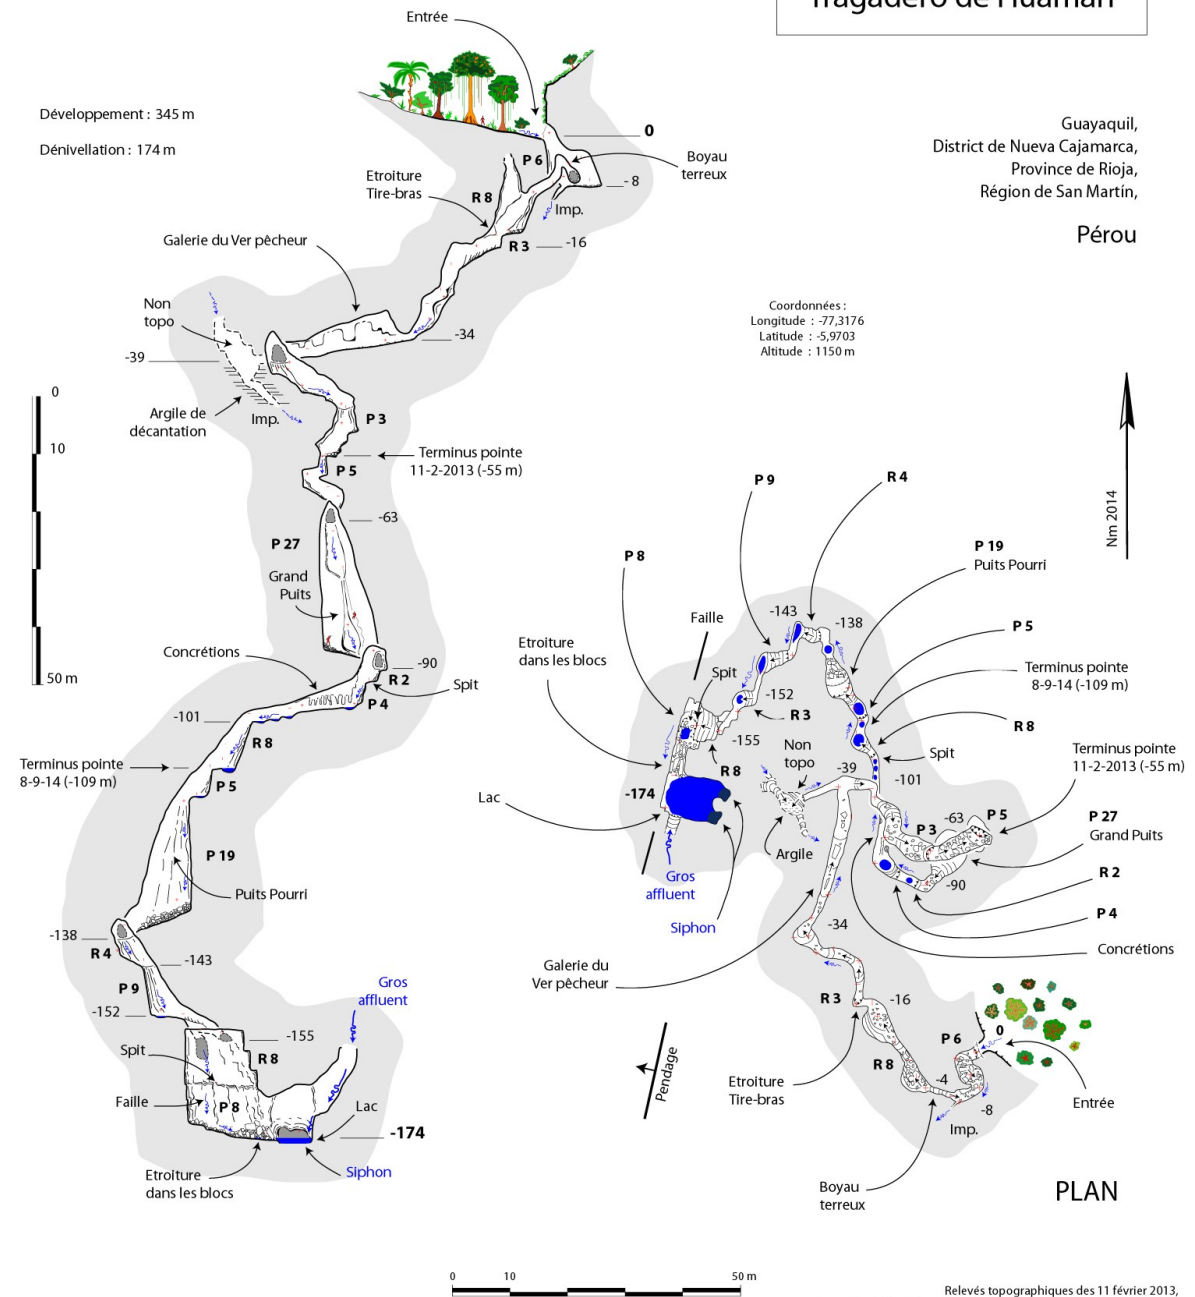 Tragadero de Huamán
Entrée
Développement : 345 m
Dénivellation : 174 m
0
P 6
Boyau
terreux
- 8
Etroiture
Tire-bras
R 8
Imp.
R 3
-16
Galerie du Ver pêcheur
Non
topo
-34
-39
Argile de
décantation
Imp.
P 3
Terminus pointe
11-2-2013 (-55 m)
P 5
-63
P 27
Grand
Puits
Concrétions
-90
R 2
Spit
P 4
-101
R 8
Terminus pointe
8-9-14 (-109 m)
P 5
P 19
Puits Pourri
-138
R 4
-143
P 9
-152
-155
Gros
affluent
Spit
R 8
Faille
P 8
Lac
-174
Siphon
Etroiture
dans les blocs
0
10
50 m
Guayaquil,
District de Nueva Cajamarca,
Province de Rioja,
Région de San Martín,
Pérou
Coordonnées :
Longitude : -77,3176
Latitude : -5,9703
Altitude : 1150 m
Nm 2014
P 9
R 4
P 8
P 19
Puits Pourri
-143
-138
Faille
P 5
Etroiture
dans les blocs
Spit
Terminus pointe
8-9-14 (-109 m)
-152
R 3
R 8
-155
Non
topo
Spit
Terminus pointe
11-2-2013 (-55 m)
R 8
-39
-101
-174
Lac
-63
P 5
P 27
Grand Puits
P 3
Argile
Gros
affluent
-90
R 2
P 4
Siphon
-34
Concrétions
Galerie du
Ver pêcheur
R 3
-16
P 6
0
Pendage
R 8
-4
Etroiture
Tire-bras
-8
Entrée
Imp.
Boyau
terreux
PLAN
0
10
50 m
Relevés topographiques des 11 février 2013,